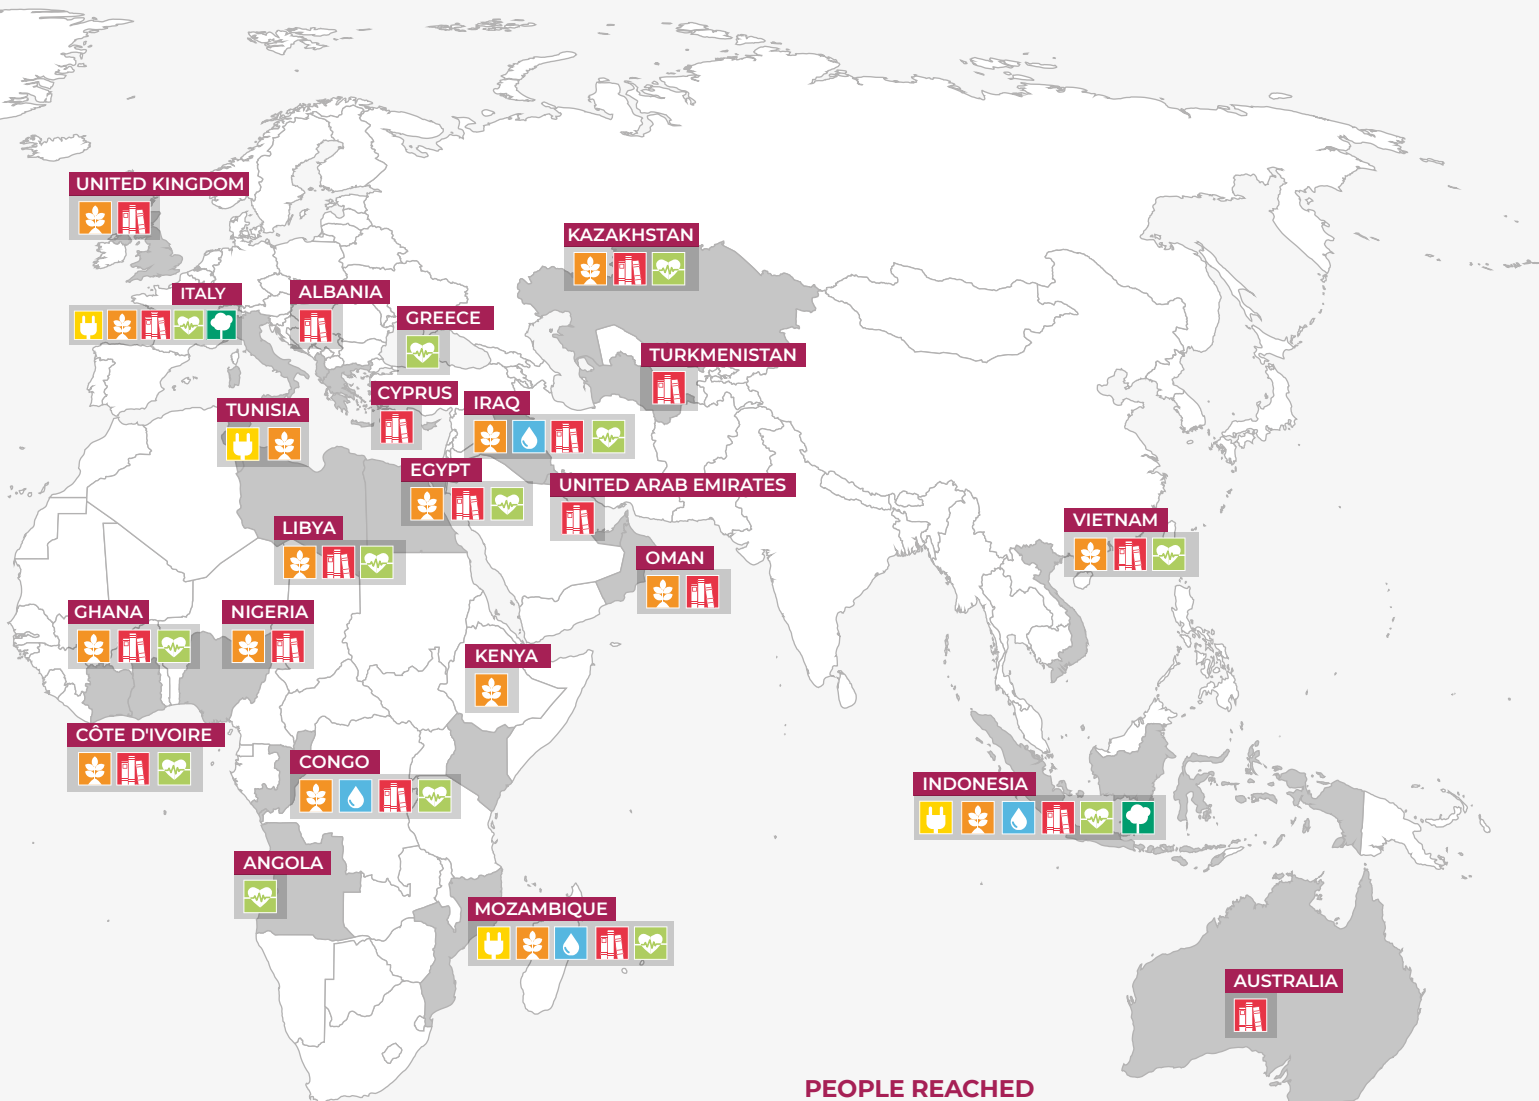 UNITED KINGDOM
KAZAKHSTAN
ITALY
ALBANIA
GREECE
TURKMENISTAN
CYPRUS
IRAQ
TUNISIA
EGYPT
UNITED ARAB EMIRATES
LIBYA
VIETNAM
OMAN
GHANA
NIGERIA
KENYA
CÔTE D'IVOIRE
CONGO
INDONESIA
ANGOLA
MOZAMBIQUE
AUSTRALIA
PEOPLE REACHED